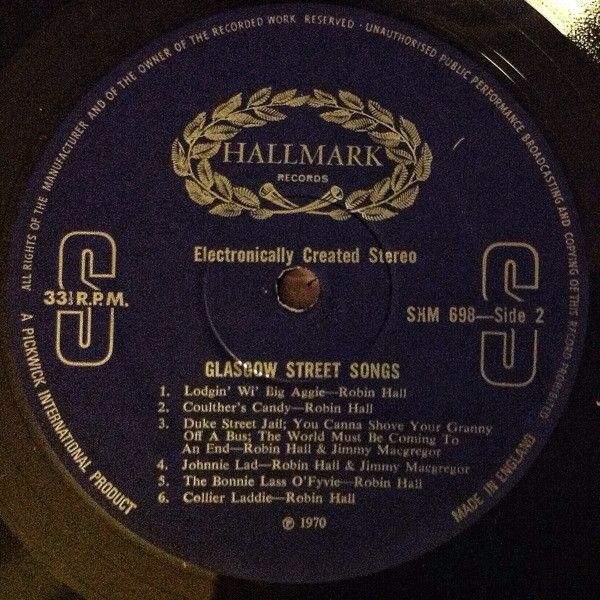 ALL RIGHTS OF THE MANUFACTURER AND OF THE OWNER OF THE RECORDED WORK RESERVED · UNAUTHORISED PUBLIC PERFORMANCE BROADCASTING AND COPYING OF THIS RECORD PROHIBITED
HALLMARK
RECORDS
Electronically Created Stereo
S
33⅓ R.P.M.
S
SHM 698—Side 2
GLASGOW STREET SONGS
1. Lodgin' Wi' Big Aggie—Robin Hall
2. Coulther's Candy—Robin Hall
3. Duke Street Jail; You Canna Shove Your Granny
Off A Bus; The World Must Be Coming To
An End—Robin Hall & Jimmy Macgregor
4. Johnnie Lad—Robin Hall & Jimmy Macgregor
5. The Bonnie Lass O'Fyvie—Robin Hall
6. Collier Laddie—Robin Hall
℗ 1970
A PICKWICK INTERNATIONAL PRODUCT
MADE IN ENGLAND